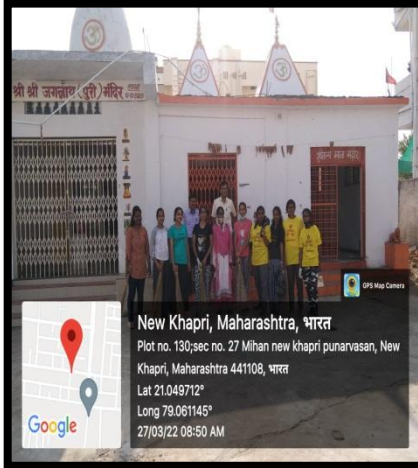 श्री श्री जगन्नाथ (पुरी) मंदिर
GPS Map Camera
New Khapri, Maharashtra, भारत
Plot no. 130;sec no. 27 Mihan new khapri punarvasan, New
Khapri, Maharashtra 441108, भारत
Lat 21.049712°
Long 79.061145°
27/03/22 08:50 AM
Google